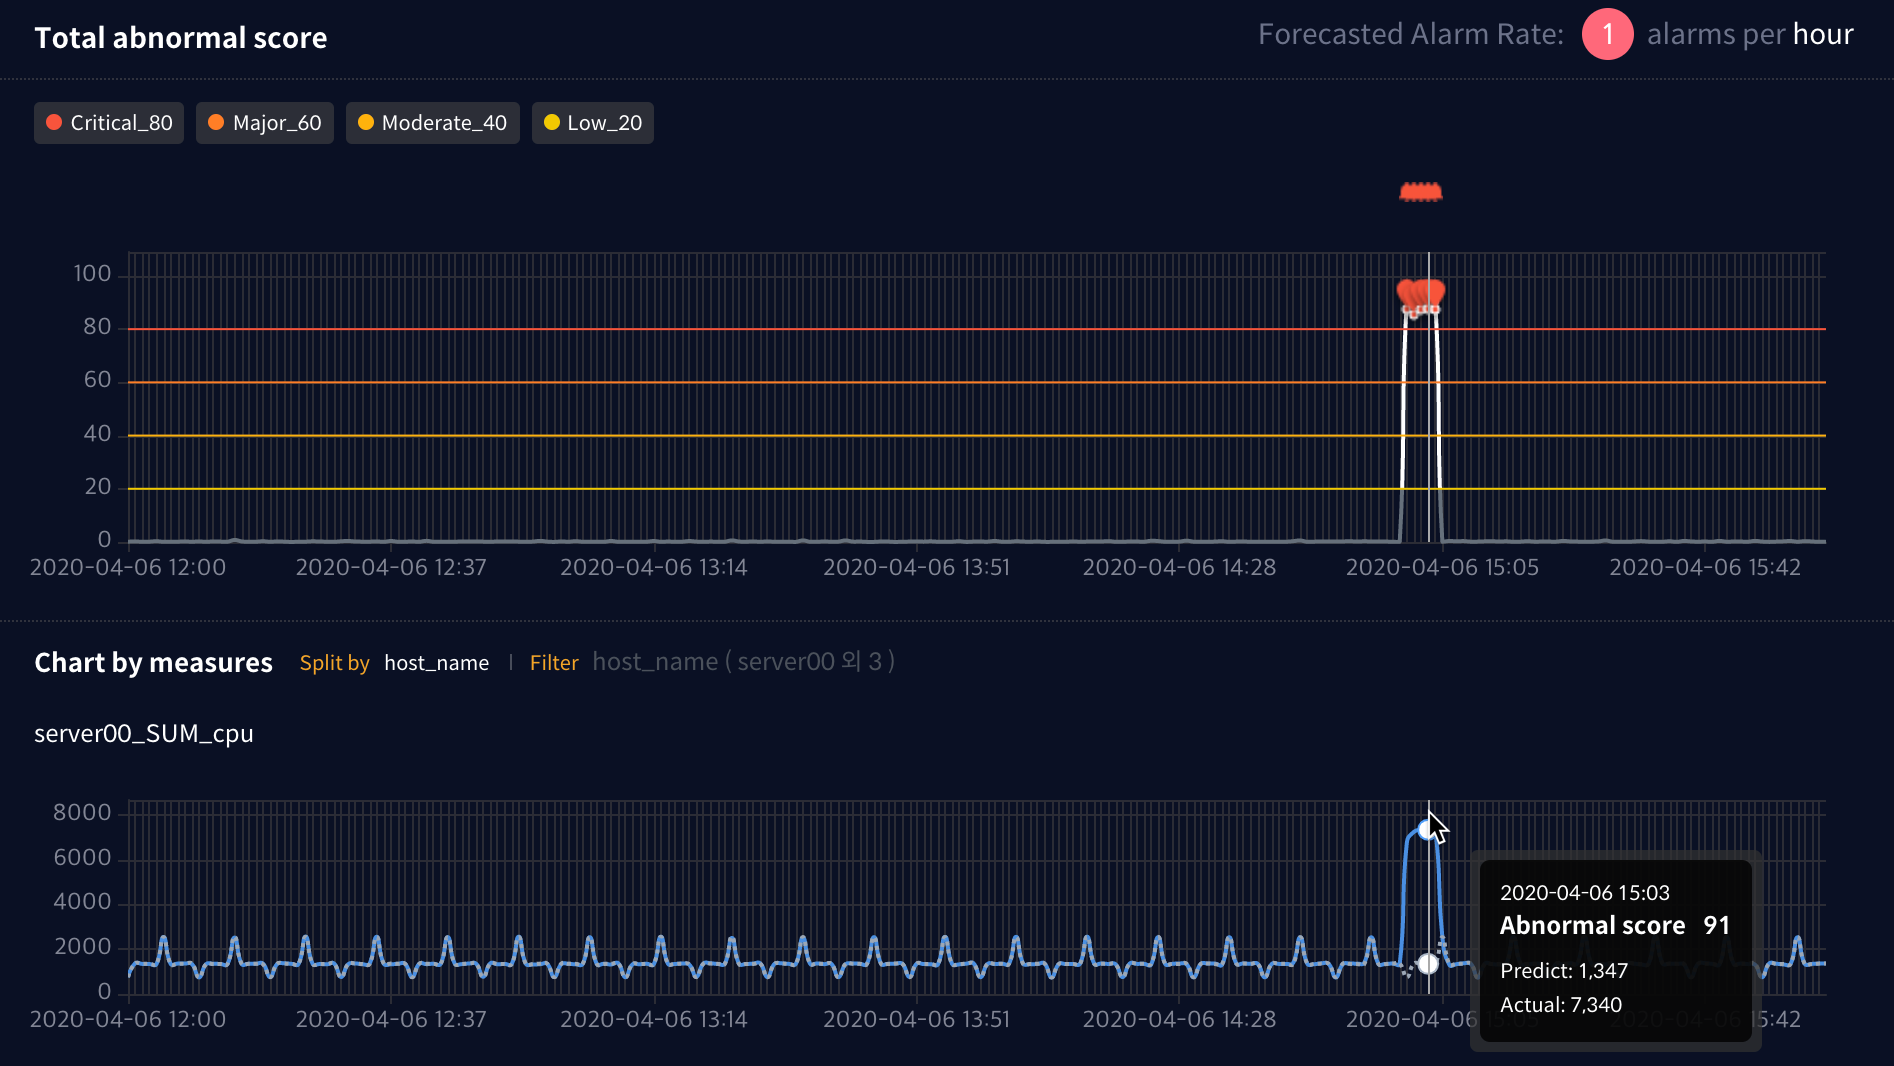 Total abnormal score
Forecasted Alarm Rate: 1 alarms per hour
Critical_80 Major_60 Moderate_40 Low_20
100
80
60
40
20
0
2020-04-06 12:00 2020-04-06 12:37 2020-04-06 13:14 2020-04-06 13:51 2020-04-06 14:28 2020-04-06 15:05 2020-04-06 15:42
Chart by measures Split by host_name | Filter host_name ( server00 외 3 )
server00_SUM_cpu
8000
6000
4000
2000
0
2020-04-06 12:00 2020-04-06 12:37 2020-04-06 13:14 2020-04-06 13:51 2020-04-06 14:28 2020-04-06 15:05 2020-04-06 15:42
2020-04-06 15:03
Abnormal score 91
Predict: 1,347
Actual: 7,340